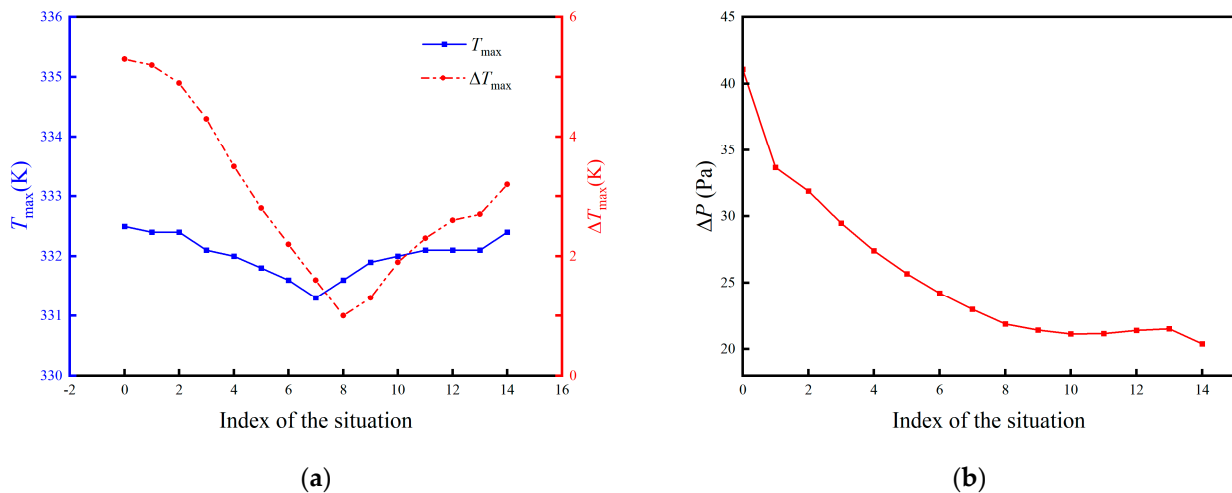 336
335
334
333
332
331
330
T_max(K)
T_max
ΔT_max
6
4
2
0
ΔT_max(K)
-2 0 2 4 6 8 10 12 14 16
Index of the situation
(a)
45
40
35
30
25
20
ΔP (Pa)
0 2 4 6 8 10 12 14
Index of the situation
(b)